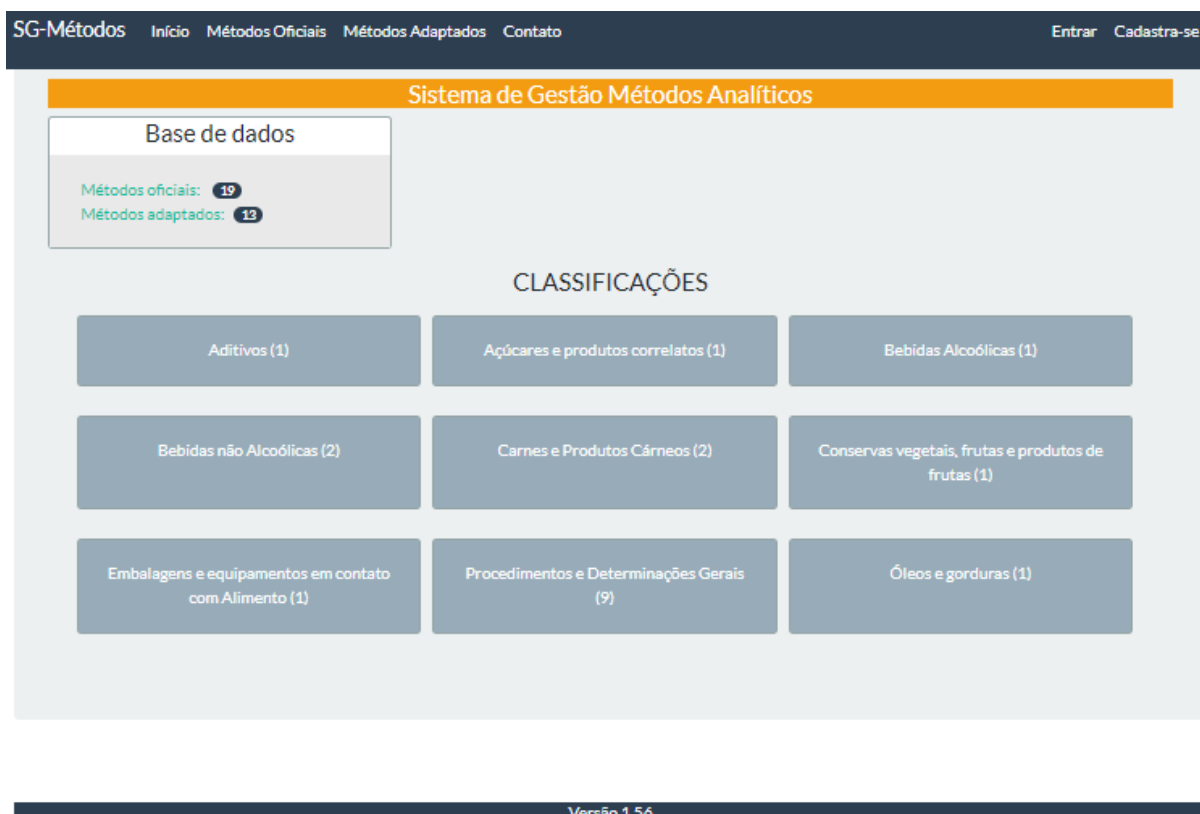 SG-Métodos Início Métodos Oficiais Métodos Adaptados Contato Entrar Cadastra-se
Sistema de Gestão Métodos Analíticos
Base de dados
Métodos oficiais: 19
Métodos adaptados: 13
CLASSIFICAÇÕES
Aditivos (1)
Açúcares e produtos correlatos (1)
Bebidas Alcoólicas (1)
Bebidas não Alcoólicas (2)
Carnes e Produtos Cárneos (2)
Conservas vegetais, frutas e produtos de
frutas (1)
Embalagens e equipamentos em contato
com Alimento (1)
Procedimentos e Determinações Gerais
(9)
Óleos e gorduras (1)
Versão 1.56